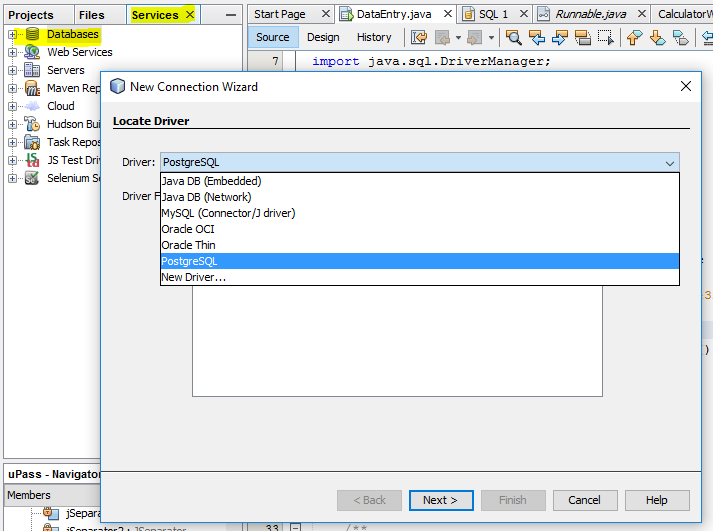 Projects Files Services
Start Page DataEntry.java SQL 1 Runnable.java
Source Design History
Databases
Web Services
Servers
Maven Rep
Cloud
Hudson Bui
Task Repos
JS Test Dri
Selenium Se
7 import java.sql.DriverManager;
New Connection Wizard
Locate Driver
Driver: PostgreSQL
Driver F
Java DB (Embedded)
Java DB (Network)
MySQL (Connector/J driver)
Oracle OCI
Oracle Thin
PostgreSQL
New Driver...
< Back Next > Finish Cancel Help
uPass - Navigator
Members
jSepara
jSeparator2 : JSeparator
33 /**